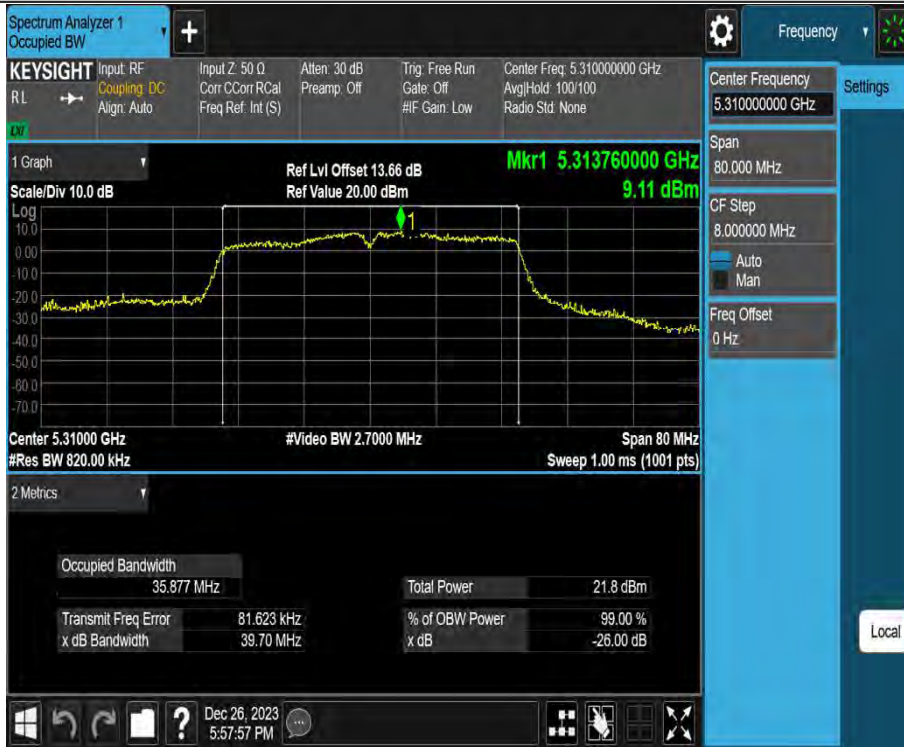 Spectrum Analyzer 1
Occupied BW
+
Frequency
KEYSIGHT
RL
LXI
Input: RF
Coupling: DC
Align: Auto
Input Z: 50 Ω
Corr CCorr RCal
Freq Ref: Int (S)
Atten: 30 dB
Preamp: Off
Trig: Free Run
Gate: Off
#IF Gain: Low
Center Freq: 5.310000000 GHz
Avg|Hold: 100/100
Radio Std: None
Center Frequency
5.310000000 GHz
Settings
Span
80.000 MHz
CF Step
8.000000 MHz
Auto
Man
Freq Offset
0 Hz
Local
1 Graph
Scale/Div 10.0 dB
Ref Lvl Offset 13.66 dB
Ref Value 20.00 dBm
Mkr1 5.313760000 GHz
9.11 dBm
Log
1
10.0
0.00
-10.0
-20.0
-30.0
-40.0
-50.0
-60.0
-70.0
Center 5.31000 GHz
#Video BW 2.7000 MHz
Span 80 MHz
#Res BW 820.00 kHz
Sweep 1.00 ms (1001 pts)
2 Metrics
Occupied Bandwidth
35.877 MHz
Total Power 21.8 dBm
Transmit Freq Error 81.623 kHz
% of OBW Power 99.00 %
x dB Bandwidth 39.70 MHz
x dB -26.00 dB
?
Dec 26, 2023
5:57:57 PM